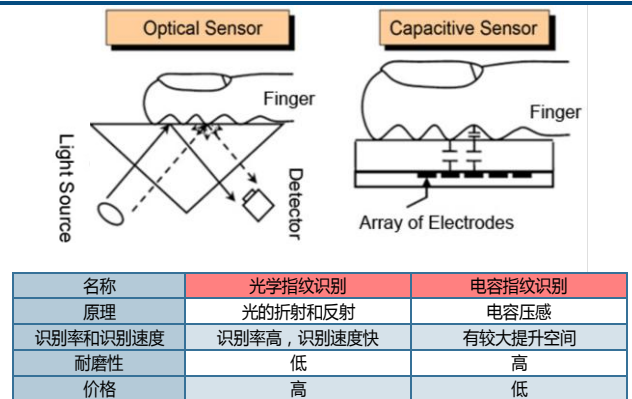 Optical Sensor
Capacitive Sensor
Finger
Finger
Light Source
Detector
Array of Electrodes
名称 光学指纹识别 电容指纹识别
原理 光的折射和反射 电容压感
识别率和识别速度 识别率高，识别速度快 有较大提升空间
耐磨性 低 高
价格 高 低